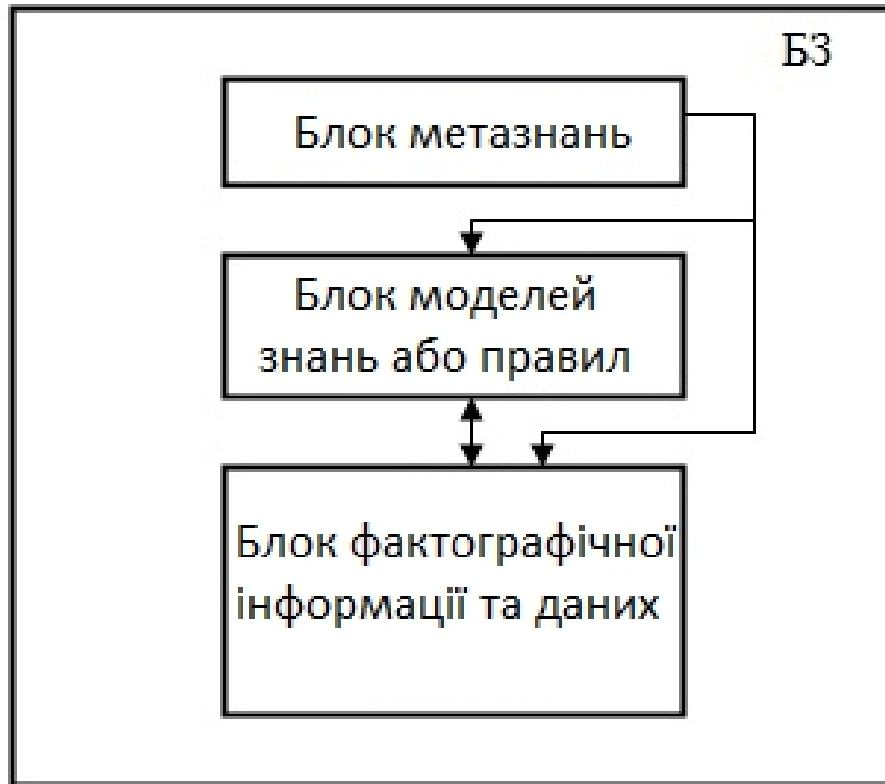 БЗ
Блок метазнань
Блок моделей
знань або правил
Блок фактографічної
інформації та даних